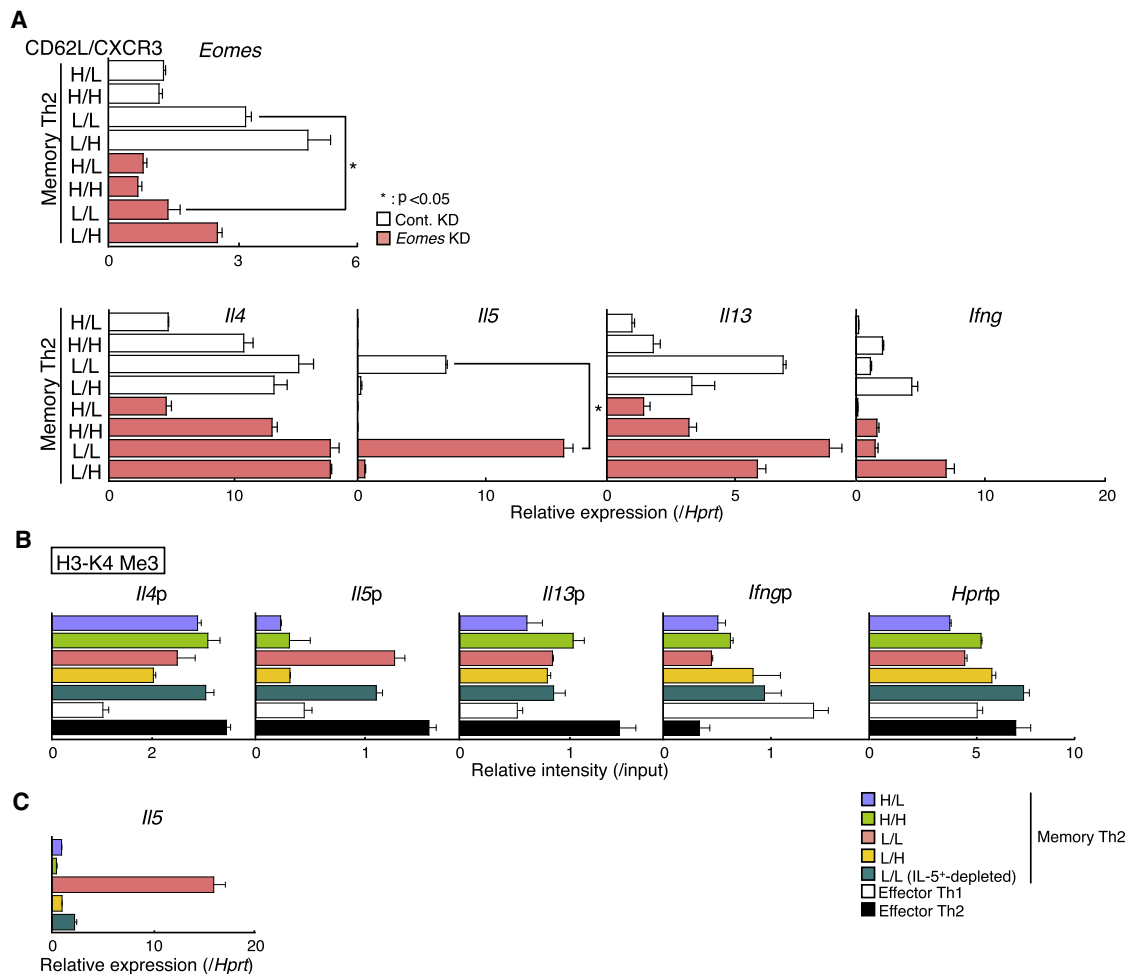 A
CD62L/CXCR3
Eomes
Memory Th2
H/L
H/H
L/L
L/H
H/L
H/H
L/L
L/H
*
* : p <0.05
Cont. KD
Eomes KD
0 3 6
Memory Th2
H/L
H/H
L/L
L/H
H/L
H/H
L/L
L/H
Il4 Il5 Il13 Ifng
*
0 10 0 10 0 5 0 10 20
Relative expression (/Hprt)
B
H3-K4 Me3
Il4p Il5p Il13p Ifngp Hprtp
0 2 0 1 0 1 0 1 0 5 10
Relative intensity (/input)
C
Il5
0 10 20
Relative expression (/Hprt)
H/L
H/H
L/L
L/H
L/L (IL-5⁺-depleted)
Memory Th2
Effector Th1
Effector Th2